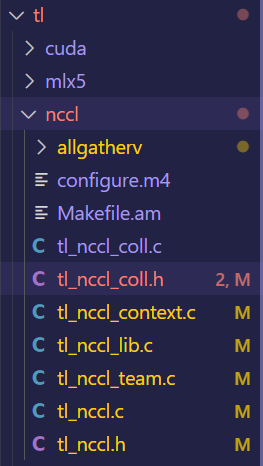 tl
cuda
mlx5
nccl
allgatherv
configure.m4
Makefile.am
C tl_nccl_coll.c
C tl_nccl_coll.h 2, M
C tl_nccl_context.c M
C tl_nccl_lib.c M
C tl_nccl_team.c M
C tl_nccl.c M
C tl_nccl.h M